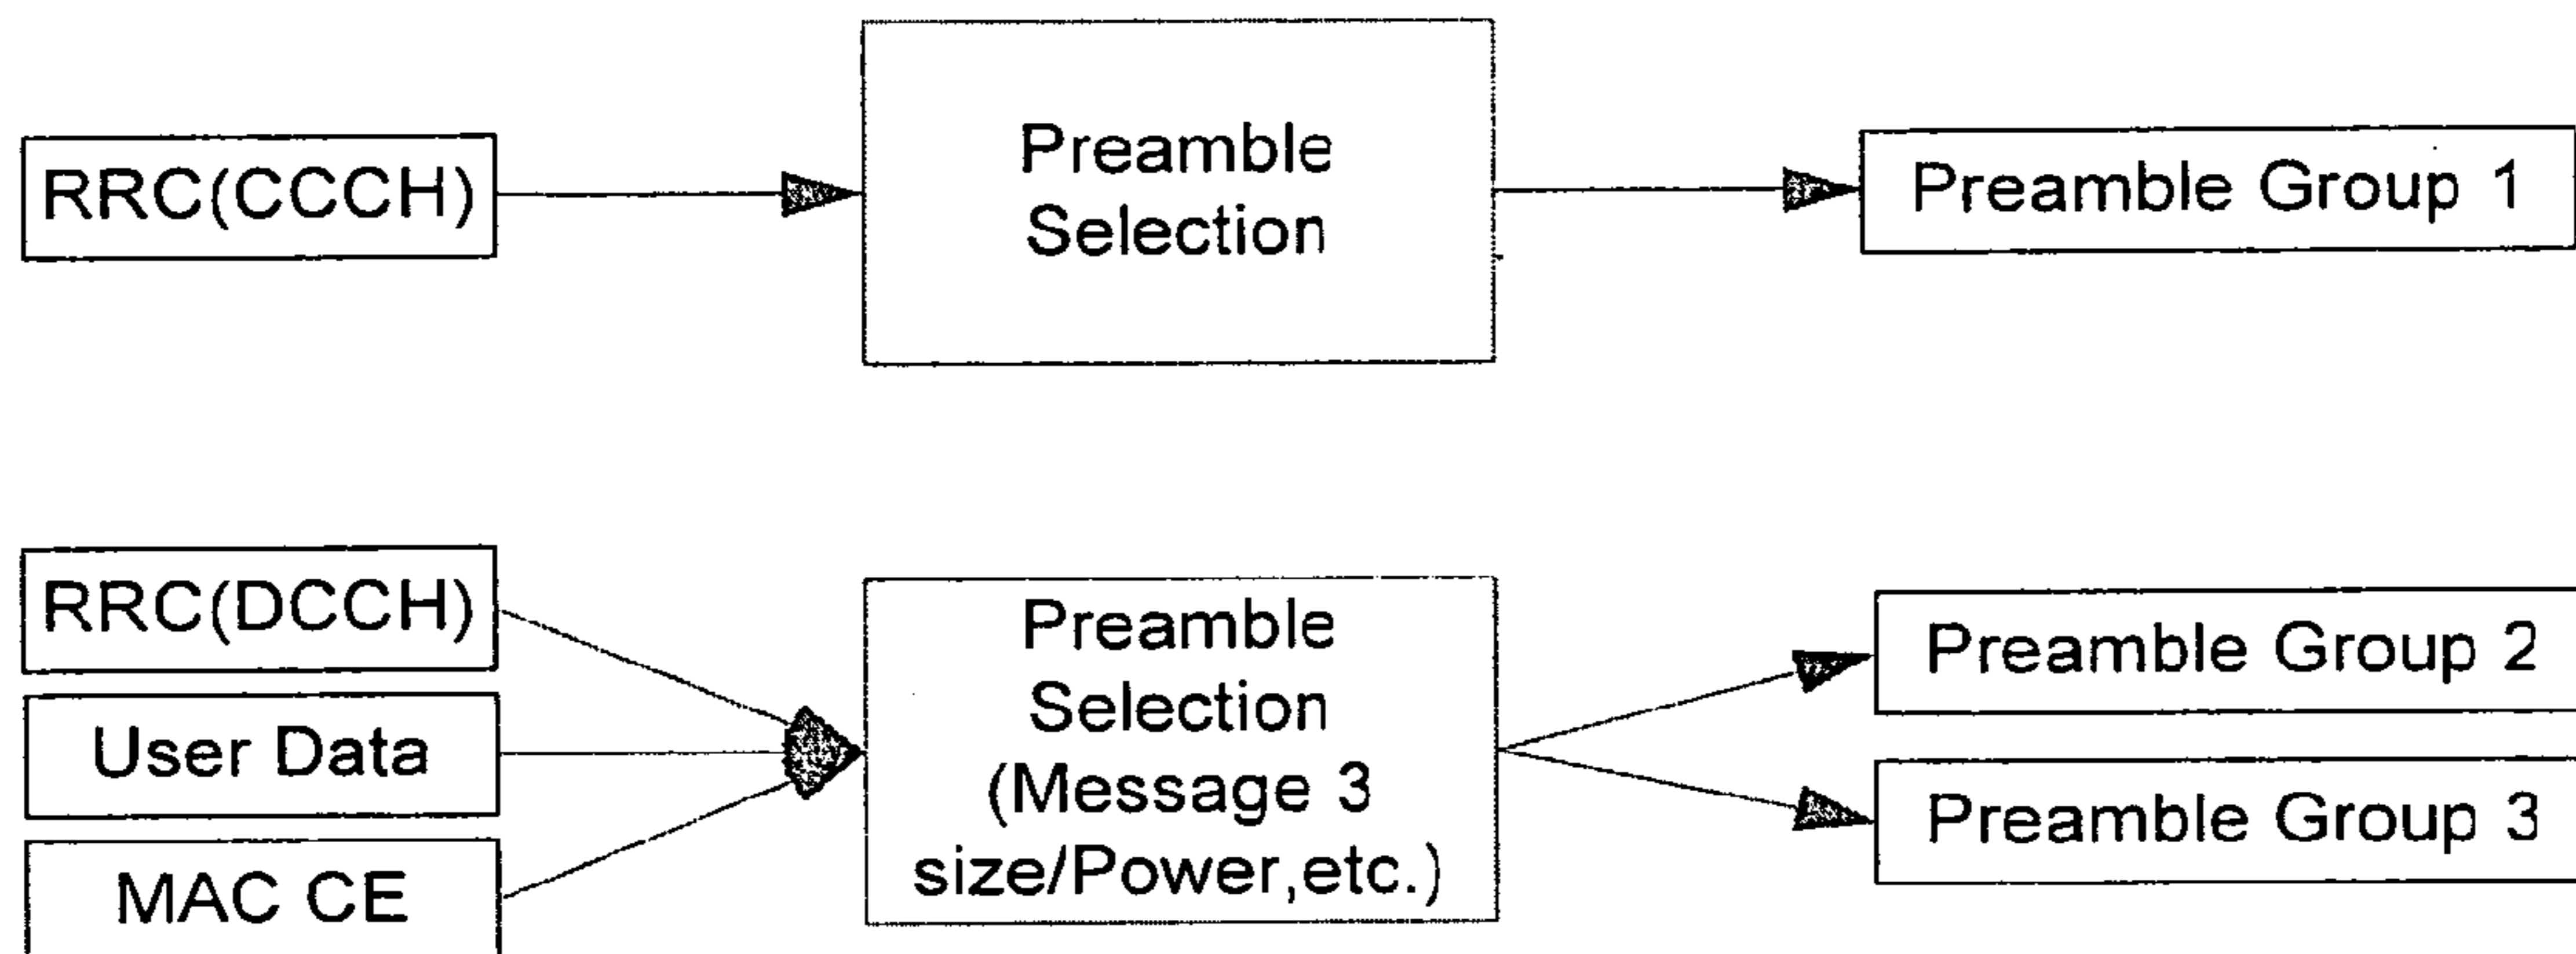 RRC(CCCH)
Preamble
Selection
Preamble Group 1
RRC(DCCH)
User Data
MAC CE
Preamble
Selection
(Message 3
size/Power,etc.)
Preamble Group 2
Preamble Group 3